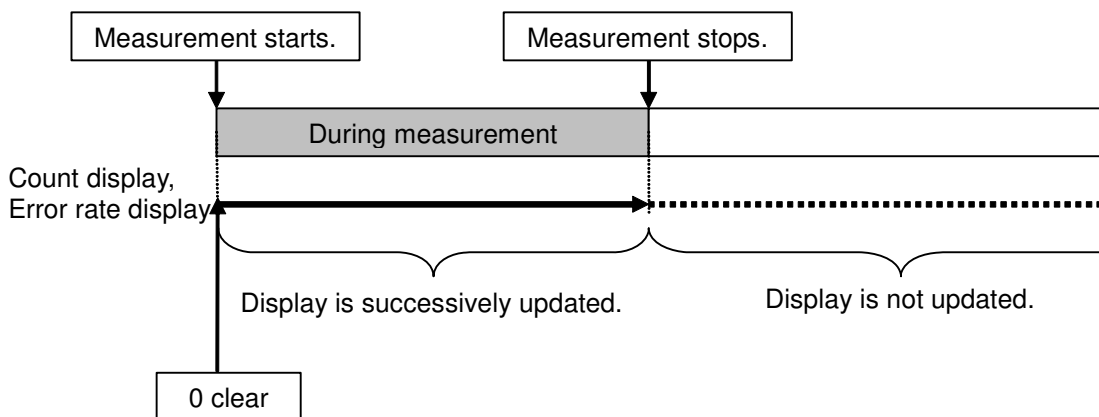 Measurement starts.
Measurement stops.
During measurement
Count display,
Error rate display
Display is successively updated.
Display is not updated.
0 clear